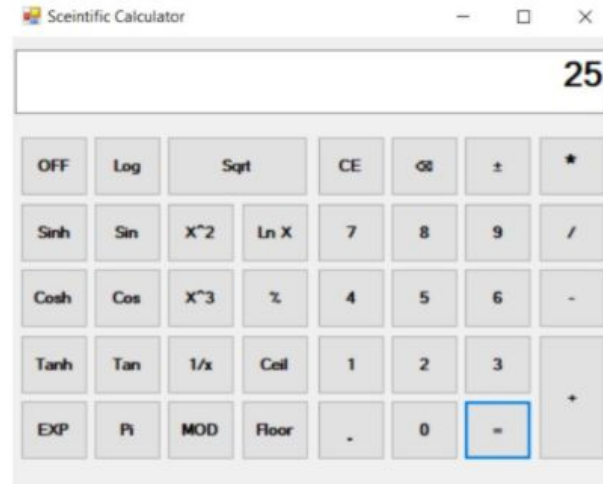 Sceintific Calculator
25
OFF Log Sqrt CE ⌫ ± *
Sinh Sin X^2 Ln X 7 8 9 /
Cosh Cos X^3 % 4 5 6 -
Tanh Tan 1/x Ceil 1 2 3 +
EXP Pi MOD Floor . 0 =